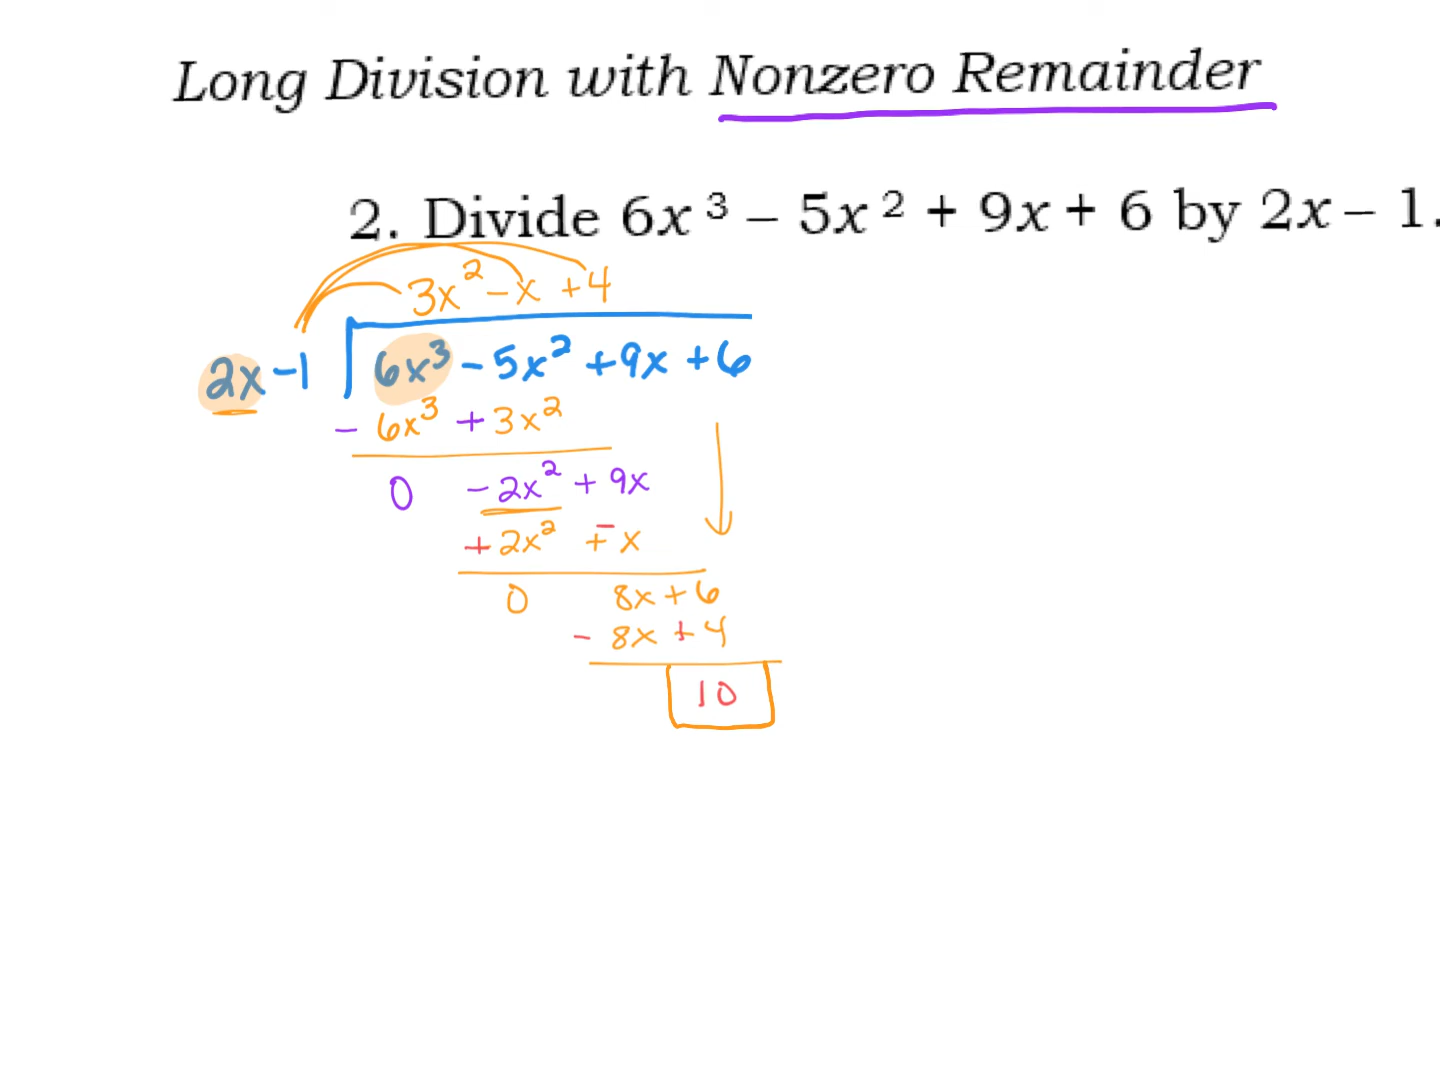 Long Division with Nonzero Remainder
2. Divide 6x³ – 5x² + 9x + 6 by 2x – 1.
3x² - x + 4
2x - 1 6x³ - 5x² + 9x + 6
- 6x³ + 3x²
0 - 2x² + 9x
+ 2x² - x
0 8x + 6
- 8x + 4
10